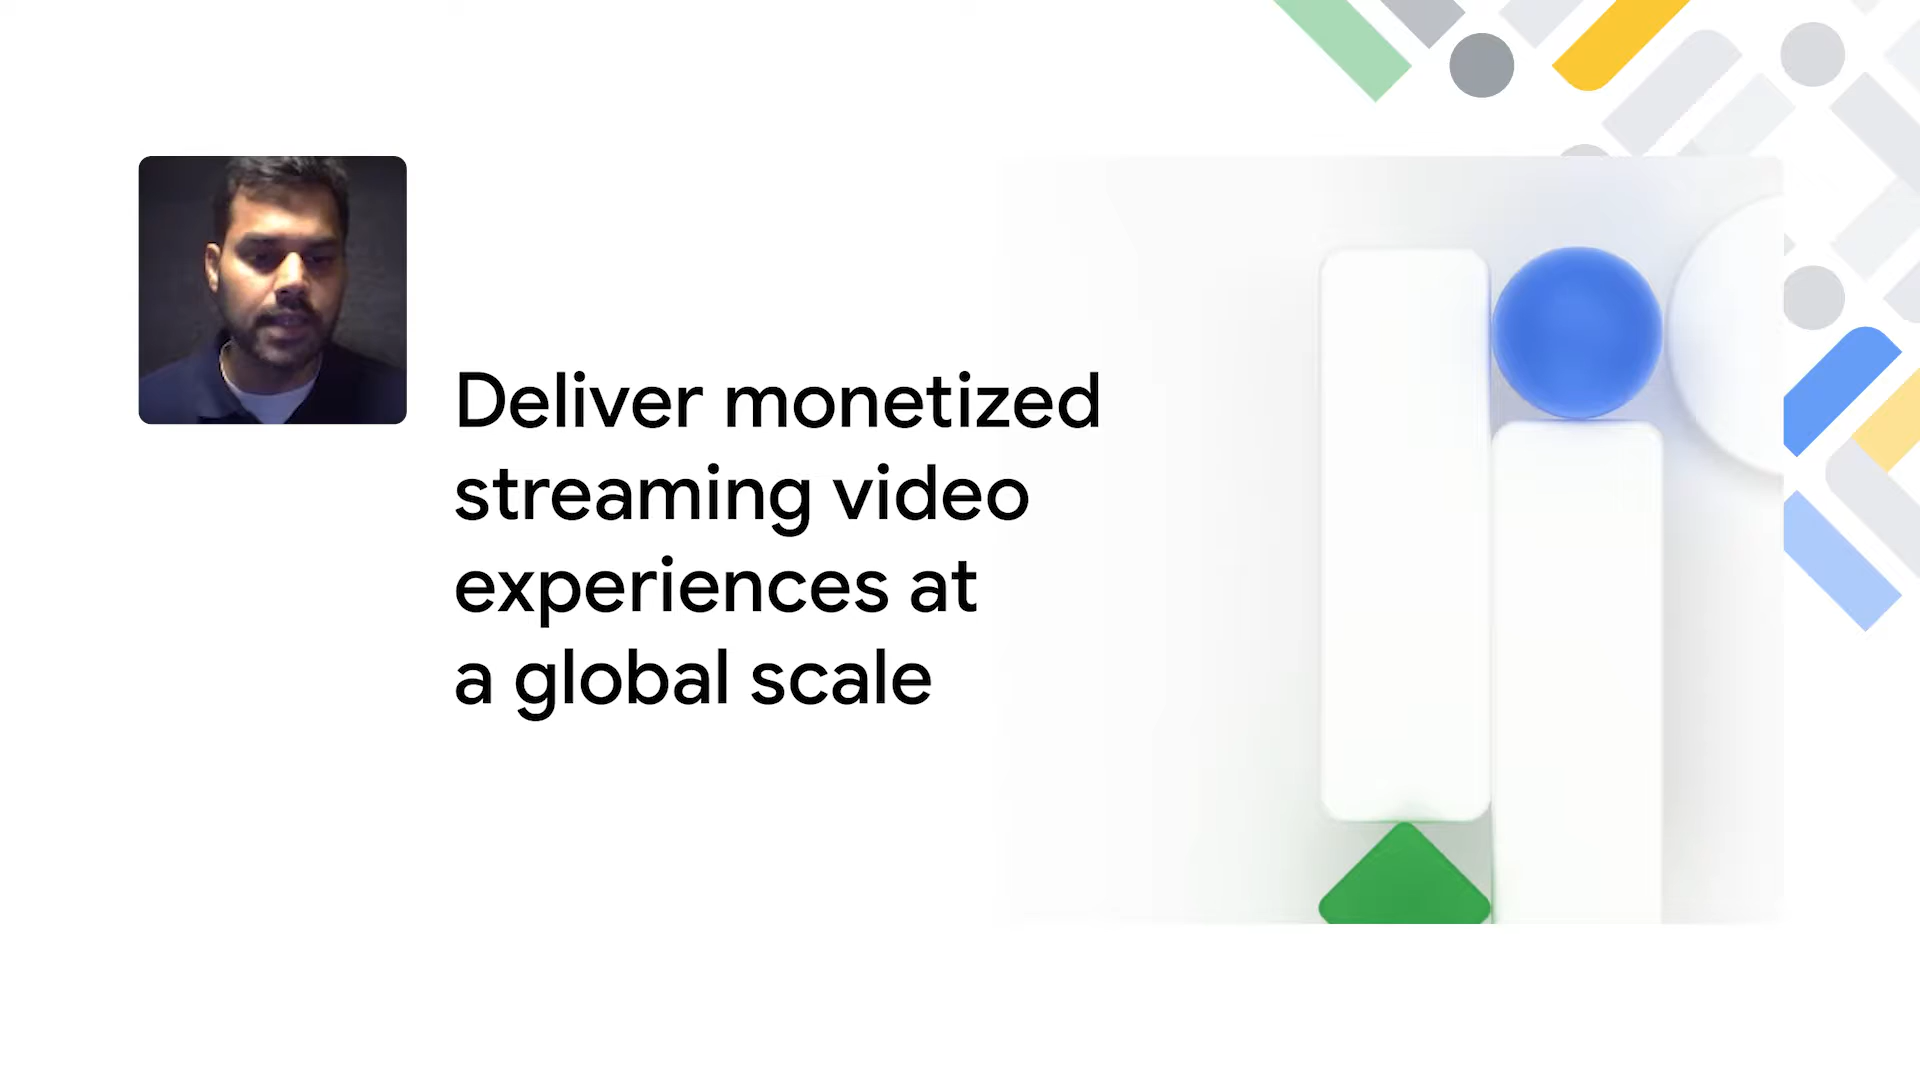 Deliver monetized
streaming video
experiences at
a global scale